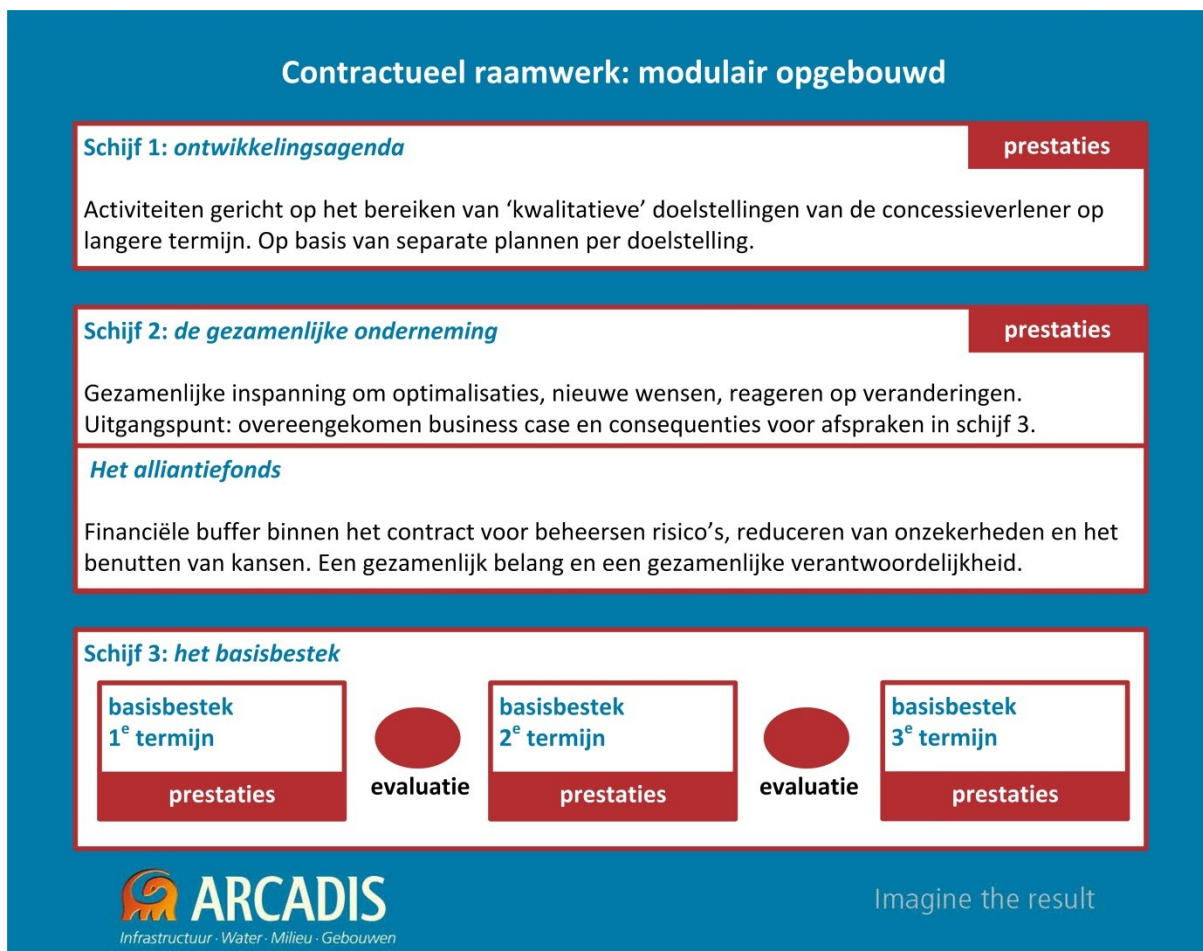 Contractueel raamwerk: modulair opgebouwd
Schijf 1: ontwikkelingsagenda
prestaties
Activiteiten gericht op het bereiken van ‘kwalitatieve’ doelstellingen van de concessieverlener op
langere termijn. Op basis van separate plannen per doelstelling.
Schijf 2: de gezamenlijke onderneming
prestaties
Gezamenlijke inspanning om optimalisaties, nieuwe wensen, reageren op veranderingen.
Uitgangspunt: overeengekomen business case en consequenties voor afspraken in schijf 3.
Het alliantiefonds
Financiële buffer binnen het contract voor beheersen risico’s, reduceren van onzekerheden en het
benutten van kansen. Een gezamenlijk belang en een gezamenlijke verantwoordelijkheid.
Schijf 3: het basisbestek
basisbestek
1e termijn
prestaties
evaluatie
basisbestek
2e termijn
prestaties
evaluatie
basisbestek
3e termijn
prestaties
ARCADIS
Infrastructuur · Water · Milieu · Gebouwen
Imagine the result